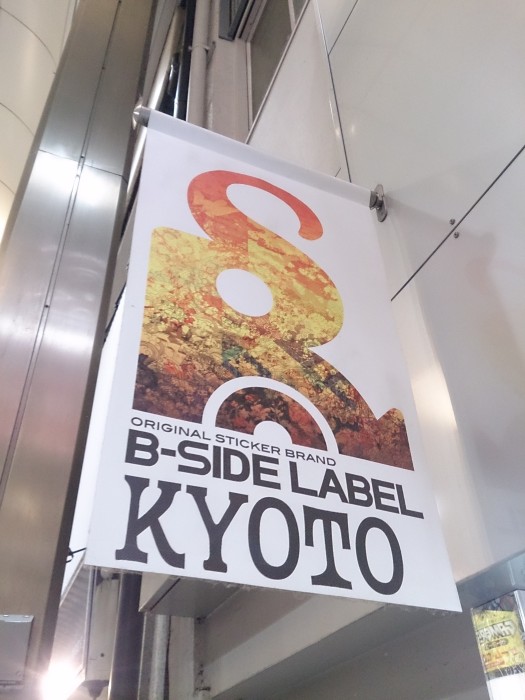 ORIGINAL STICKER BRAND
B-SIDE LABEL
KYOTO